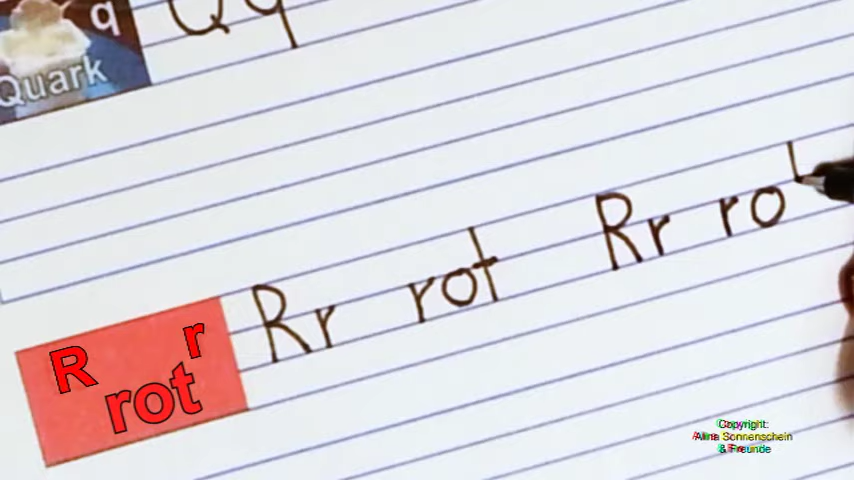 q
Quark
Qq
Rr rot Rr ro
R r
rot
Copyright:
Alina Sonnenschein
& Freunde